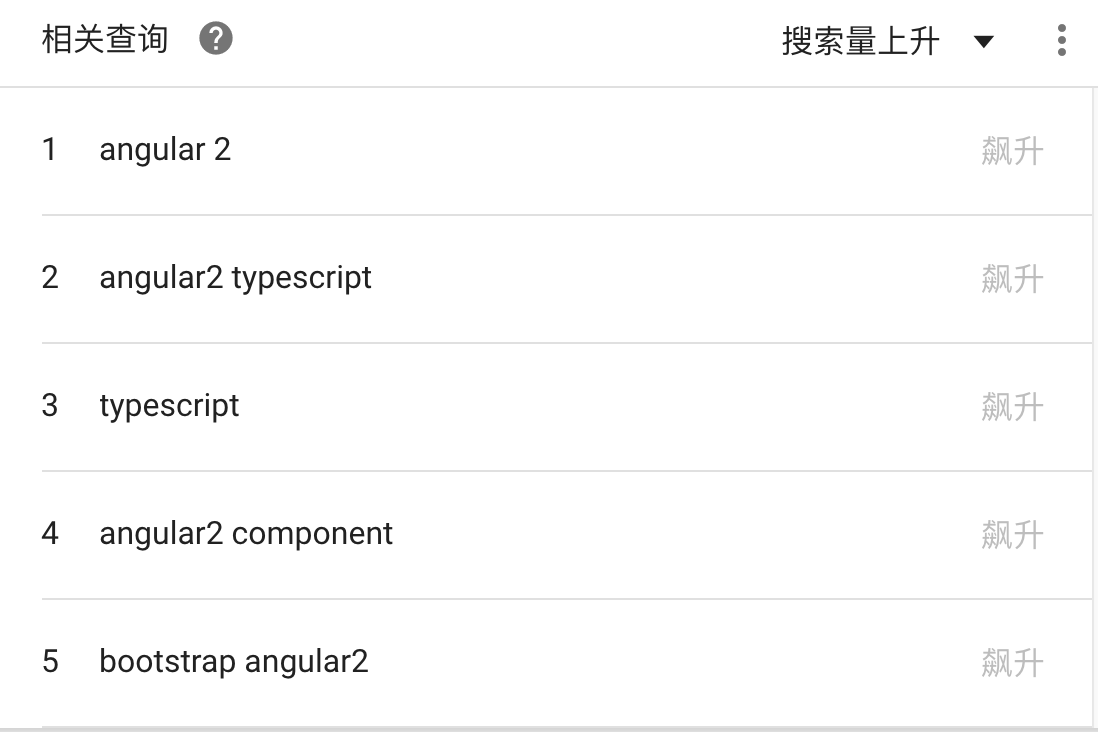 相关查询 ? 搜索量上升
1 angular 2 飙升
2 angular2 typescript 飙升
3 typescript 飙升
4 angular2 component 飙升
5 bootstrap angular2 飙升